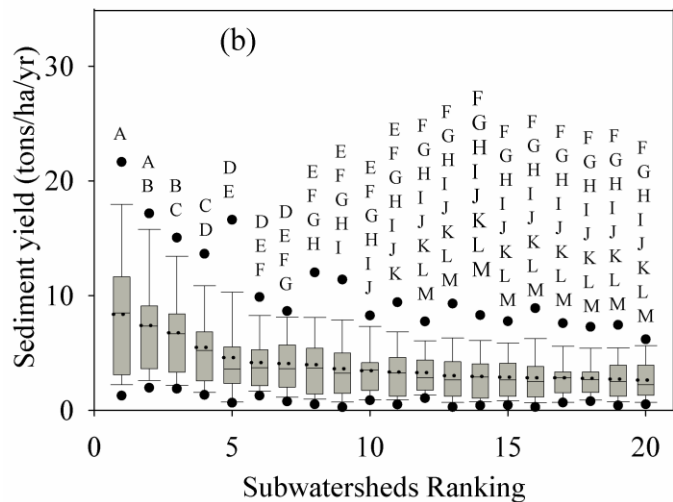 (b)
Sediment yield (tons/ha/yr)
30
20
10
0
A
A B
B C
C D
D E
D E F
D E F G
E F G H
E F G H I
E F G H I J
E F G H I J K
F G H I J K L M
F G H I J K L M
F G H I J K L M
F G H I J K L M
F G H I J K L M
F G H I J K L M
F G H I J K L M
F G H I J K L M
F G H I J K L M
0 5 10 15 20
Subwatersheds Ranking